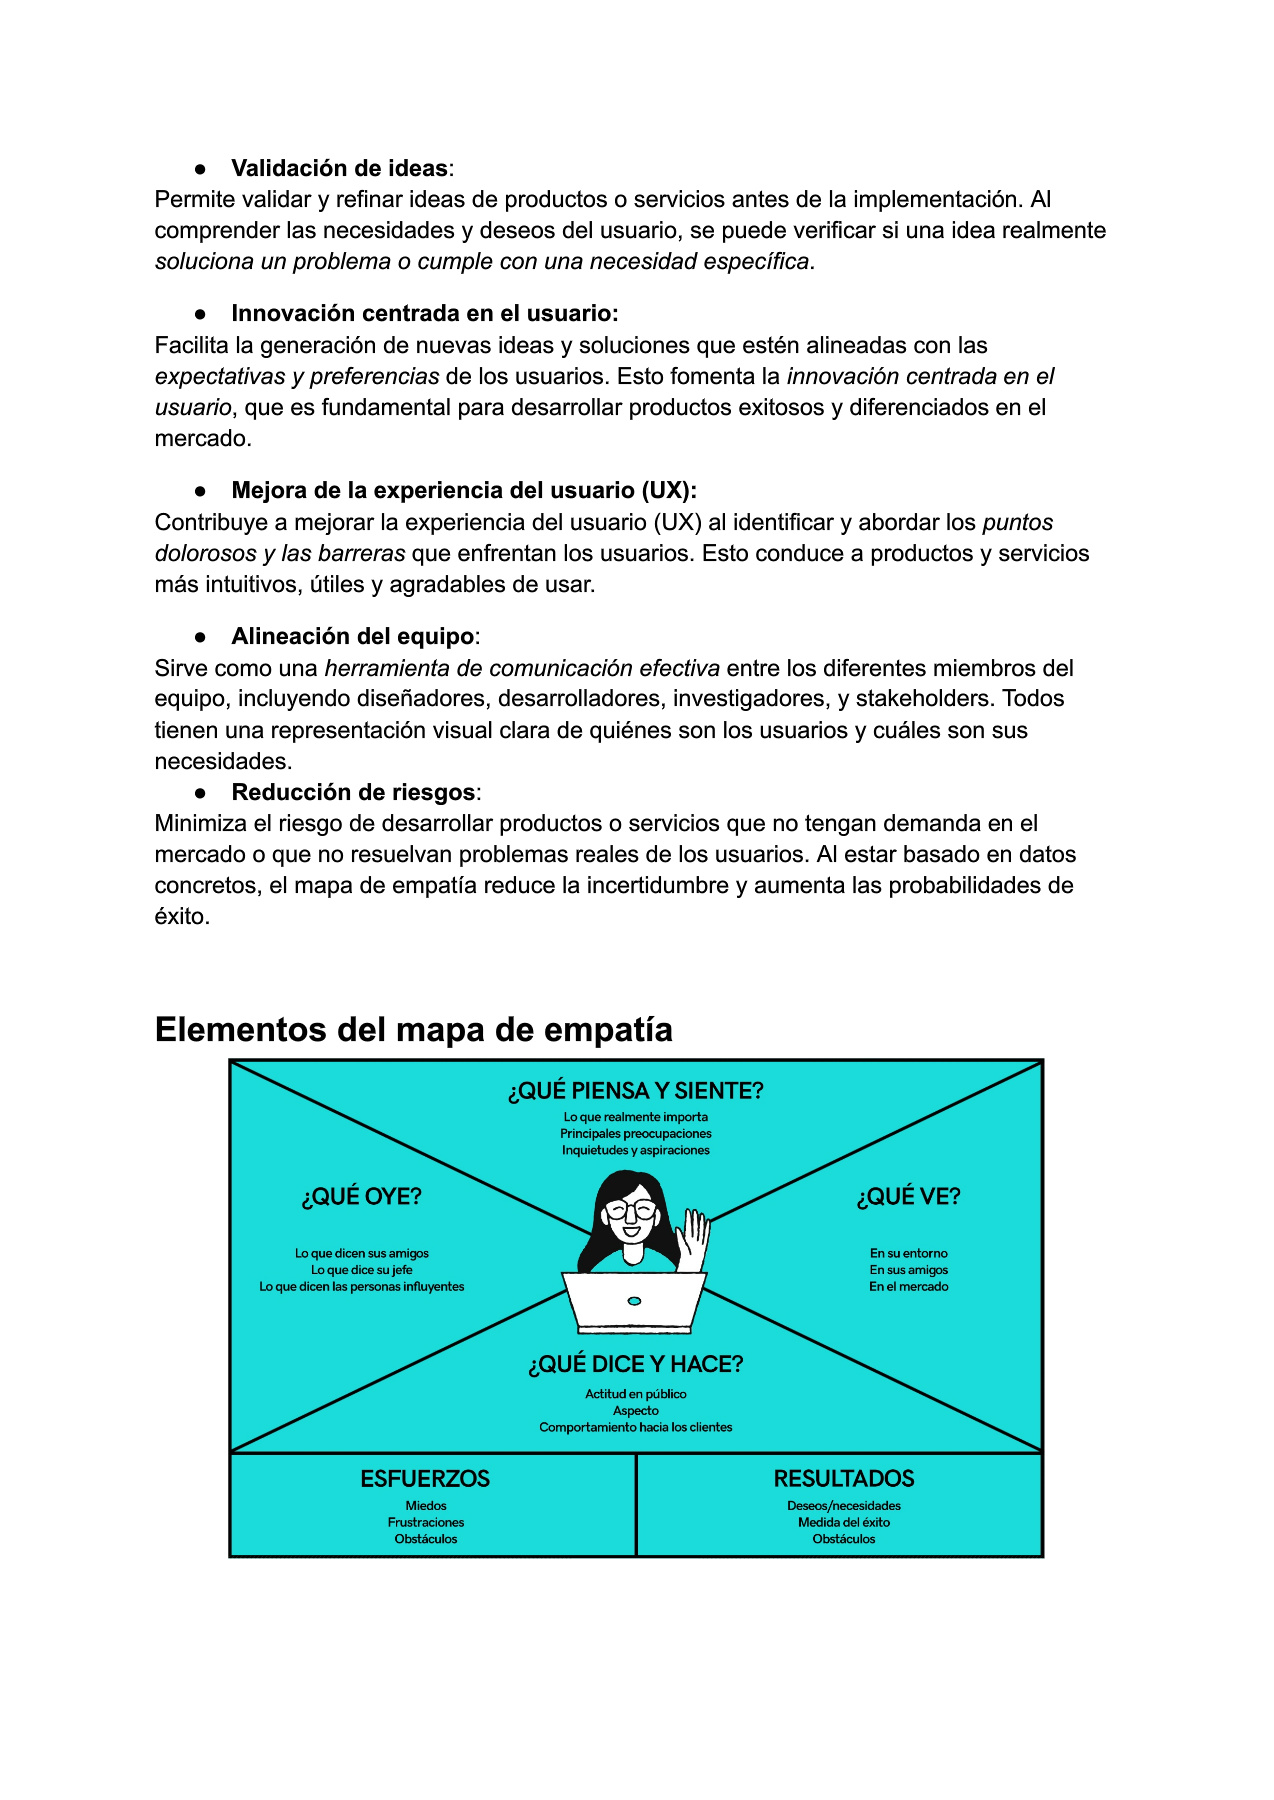 ● Validación de ideas:
Permite validar y refinar ideas de productos o servicios antes de la implementación. Al
comprender las necesidades y deseos del usuario, se puede verificar si una idea realmente
soluciona un problema o cumple con una necesidad específica.
● Innovación centrada en el usuario:
Facilita la generación de nuevas ideas y soluciones que estén alineadas con las
expectativas y preferencias de los usuarios. Esto fomenta la innovación centrada en el
usuario, que es fundamental para desarrollar productos exitosos y diferenciados en el
mercado.
● Mejora de la experiencia del usuario (UX):
Contribuye a mejorar la experiencia del usuario (UX) al identificar y abordar los puntos
dolorosos y las barreras que enfrentan los usuarios. Esto conduce a productos y servicios
más intuitivos, útiles y agradables de usar.
● Alineación del equipo:
Sirve como una herramienta de comunicación efectiva entre los diferentes miembros del
equipo, incluyendo diseñadores, desarrolladores, investigadores, y stakeholders. Todos
tienen una representación visual clara de quiénes son los usuarios y cuáles son sus
necesidades.
● Reducción de riesgos:
Minimiza el riesgo de desarrollar productos o servicios que no tengan demanda en el
mercado o que no resuelvan problemas reales de los usuarios. Al estar basado en datos
concretos, el mapa de empatía reduce la incertidumbre y aumenta las probabilidades de
éxito.
Elementos del mapa de empatía
¿QUÉ PIENSA Y SIENTE?
Lo que realmente importa
Principales preocupaciones
Inquietudes y aspiraciones
¿QUÉ OYE?
Lo que dicen sus amigos
Lo que dice su jefe
Lo que dicen las personas influyentes
¿QUÉ VE?
En su entorno
En sus amigos
En el mercado
¿QUÉ DICE Y HACE?
Actitud en público
Aspecto
Comportamiento hacia los clientes
ESFUERZOS
Miedos
Frustraciones
Obstáculos
RESULTADOS
Deseos/necesidades
Medida del éxito
Obstáculos